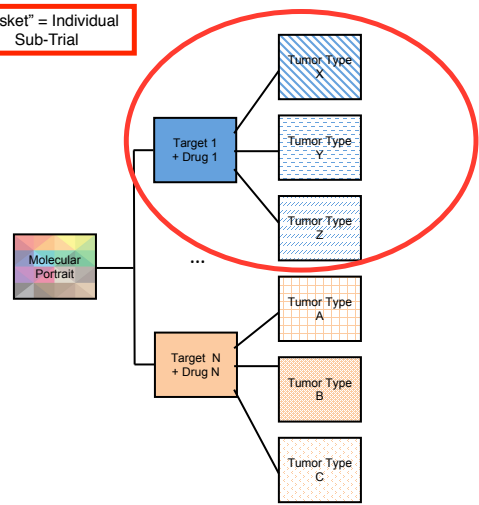 sket” = Individual
Sub-Trial
Tumor Type
X
Target 1
+ Drug 1
Tumor Type
Y
Tumor Type
Z
Molecular
Portrait
...
Tumor Type
A
Target N
+ Drug N
Tumor Type
B
Tumor Type
C